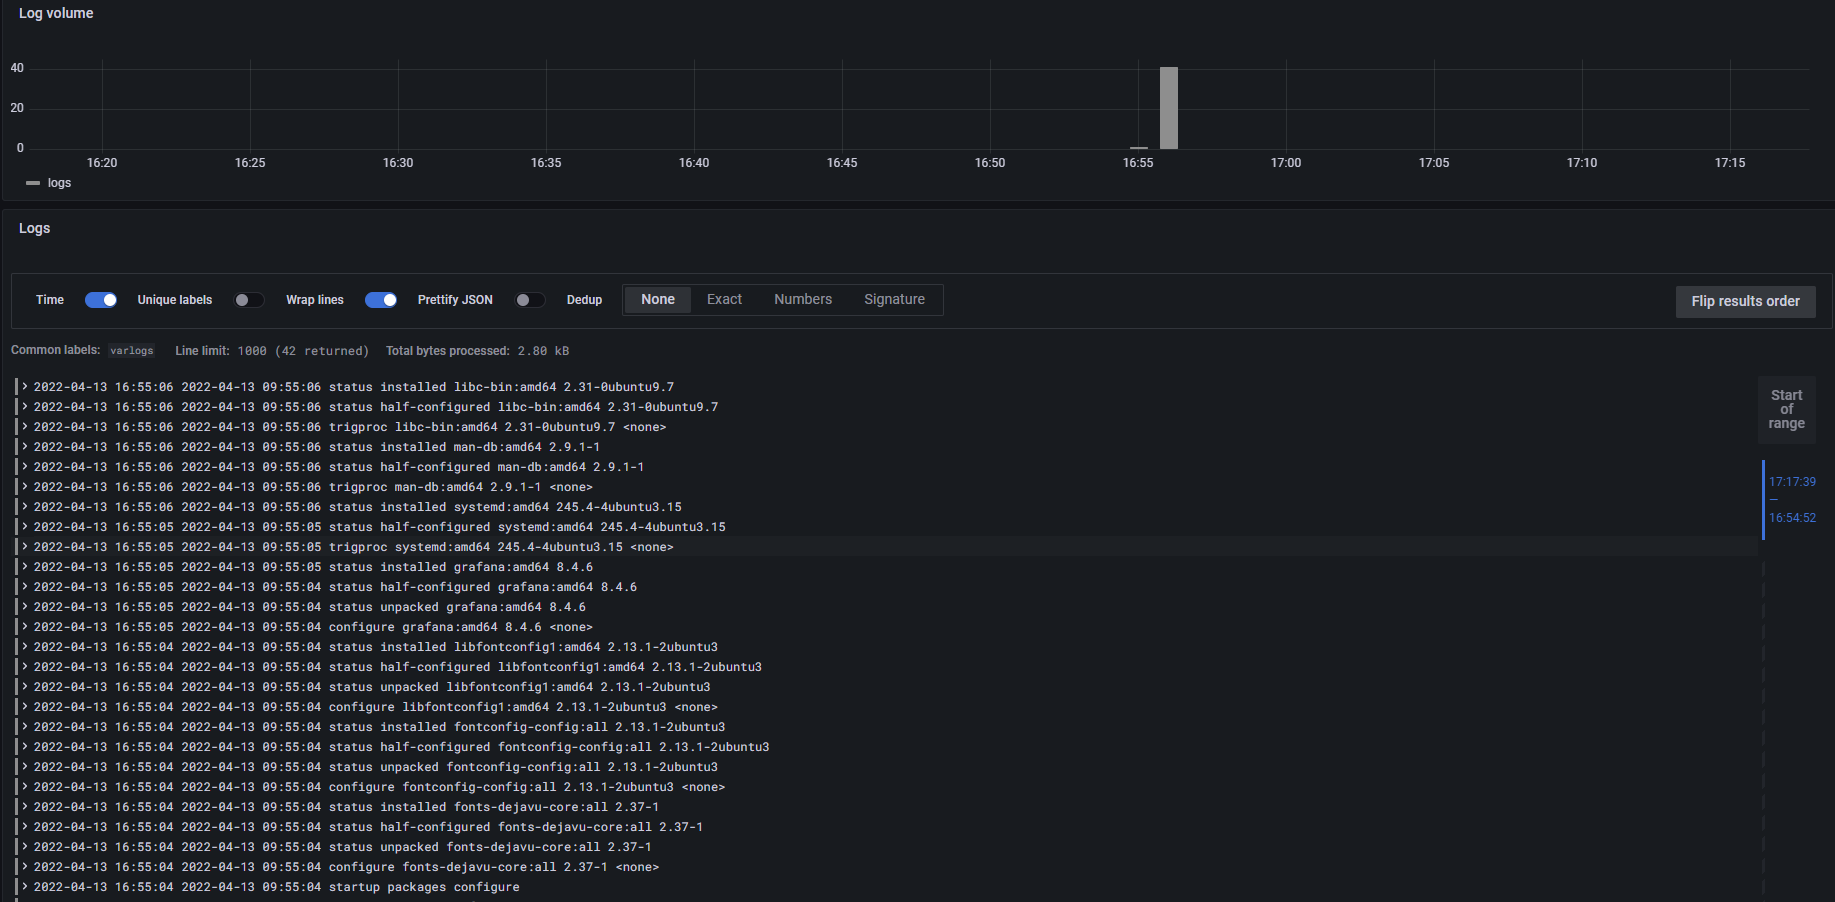 Log volume
40
20
0
16:20 16:25 16:30 16:35 16:40 16:45 16:50 16:55 17:00 17:05 17:10 17:15
logs
Logs
Time Unique labels Wrap lines Prettify JSON Dedup None Exact Numbers Signature Flip results order
Common labels: varlogs Line limit: 1000 (42 returned) Total bytes processed: 2.80 kB
2022-04-13 16:55:06 2022-04-13 09:55:06 status installed libc-bin:amd64 2.31-0ubuntu9.7
2022-04-13 16:55:06 2022-04-13 09:55:06 status half-configured libc-bin:amd64 2.31-0ubuntu9.7
2022-04-13 16:55:06 2022-04-13 09:55:06 trigproc libc-bin:amd64 2.31-0ubuntu9.7 <none>
2022-04-13 16:55:06 2022-04-13 09:55:06 status installed man-db:amd64 2.9.1-1
2022-04-13 16:55:06 2022-04-13 09:55:06 status half-configured man-db:amd64 2.9.1-1
2022-04-13 16:55:06 2022-04-13 09:55:06 trigproc man-db:amd64 2.9.1-1 <none>
2022-04-13 16:55:06 2022-04-13 09:55:06 status installed systemd:amd64 245.4-4ubuntu3.15
2022-04-13 16:55:05 2022-04-13 09:55:05 status half-configured systemd:amd64 245.4-4ubuntu3.15
2022-04-13 16:55:05 2022-04-13 09:55:05 trigproc systemd:amd64 245.4-4ubuntu3.15 <none>
2022-04-13 16:55:05 2022-04-13 09:55:05 status installed grafana:amd64 8.4.6
2022-04-13 16:55:05 2022-04-13 09:55:04 status half-configured grafana:amd64 8.4.6
2022-04-13 16:55:05 2022-04-13 09:55:04 status unpacked grafana:amd64 8.4.6
2022-04-13 16:55:05 2022-04-13 09:55:04 configure grafana:amd64 8.4.6 <none>
2022-04-13 16:55:04 2022-04-13 09:55:04 status installed libfontconfig1:amd64 2.13.1-2ubuntu3
2022-04-13 16:55:04 2022-04-13 09:55:04 status half-configured libfontconfig1:amd64 2.13.1-2ubuntu3
2022-04-13 16:55:04 2022-04-13 09:55:04 status unpacked libfontconfig1:amd64 2.13.1-2ubuntu3
2022-04-13 16:55:04 2022-04-13 09:55:04 configure libfontconfig1:amd64 2.13.1-2ubuntu3 <none>
2022-04-13 16:55:04 2022-04-13 09:55:04 status installed fontconfig-config:all 2.13.1-2ubuntu3
2022-04-13 16:55:04 2022-04-13 09:55:04 status half-configured fontconfig-config:all 2.13.1-2ubuntu3
2022-04-13 16:55:04 2022-04-13 09:55:04 status unpacked fontconfig-config:all 2.13.1-2ubuntu3
2022-04-13 16:55:04 2022-04-13 09:55:04 configure fontconfig-config:all 2.13.1-2ubuntu3 <none>
2022-04-13 16:55:04 2022-04-13 09:55:04 status installed fonts-dejavu-core:all 2.37-1
2022-04-13 16:55:04 2022-04-13 09:55:04 status half-configured fonts-dejavu-core:all 2.37-1
2022-04-13 16:55:04 2022-04-13 09:55:04 status unpacked fonts-dejavu-core:all 2.37-1
2022-04-13 16:55:04 2022-04-13 09:55:04 configure fonts-dejavu-core:all 2.37-1 <none>
2022-04-13 16:55:04 2022-04-13 09:55:04 startup packages configure
Start
of
range
17:17:39
—
16:54:52